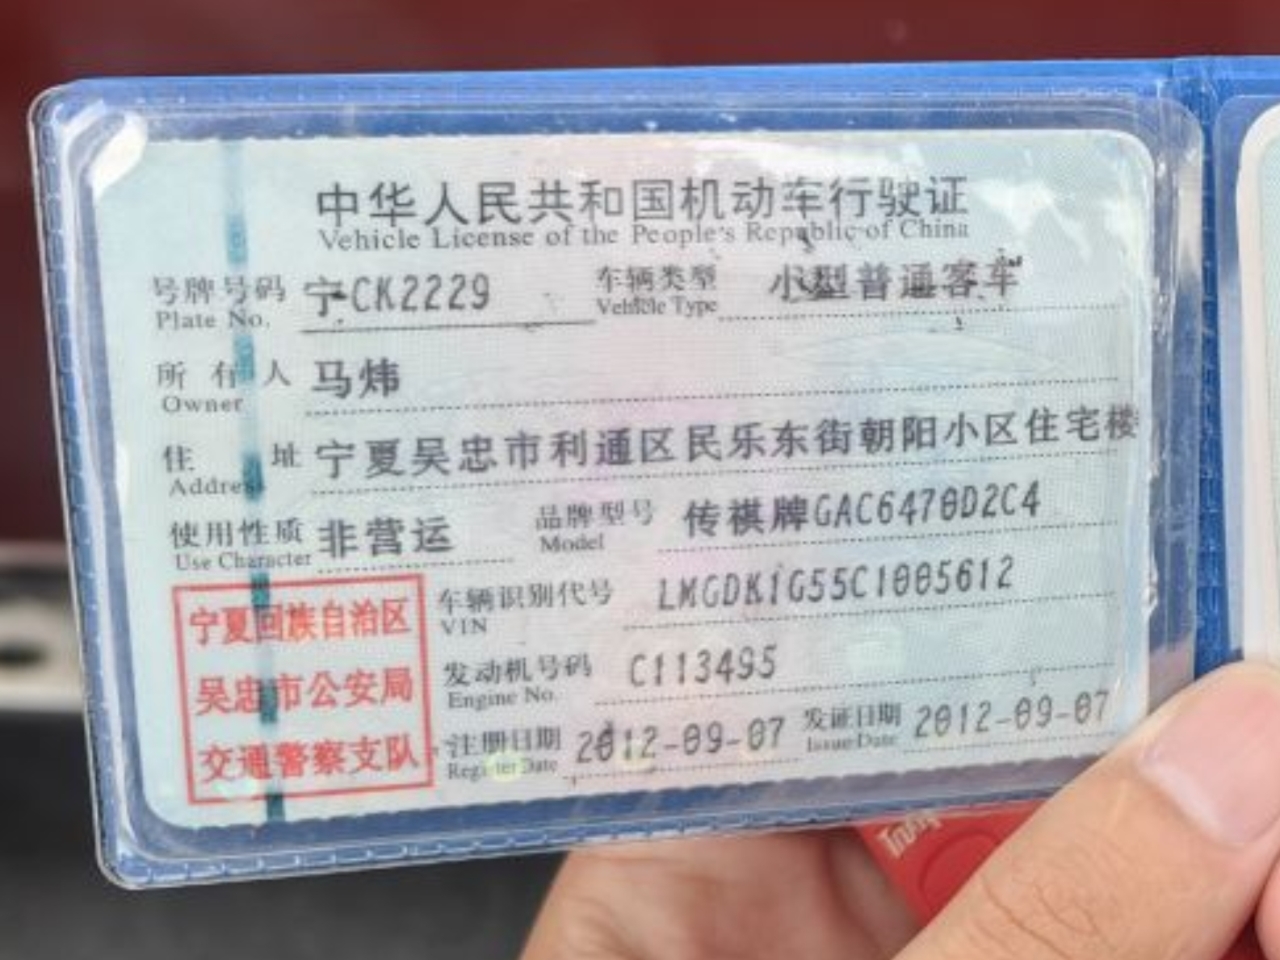 中华人民共和国机动车行驶证
Vehicle License of the People's Republic of China
号牌号码 宁CK2229 车辆类型 小型普通客车
Plate No. Vehicle Type
所有人 马炜
Owner
住址 宁夏吴忠市利通区民乐东街朝阳小区住宅楼
Address
使用性质 非营运 品牌型号 传祺牌GAC6470D2C4
Use Character Model
宁夏回族自治区
吴忠市公安局
交通警察支队
车辆识别代号 LMGDK1G55C1005612
VIN
发动机号码 C113495
Engine No.
注册日期 2012-09-07 发证日期 2012-09-07
Register Date Issue Date